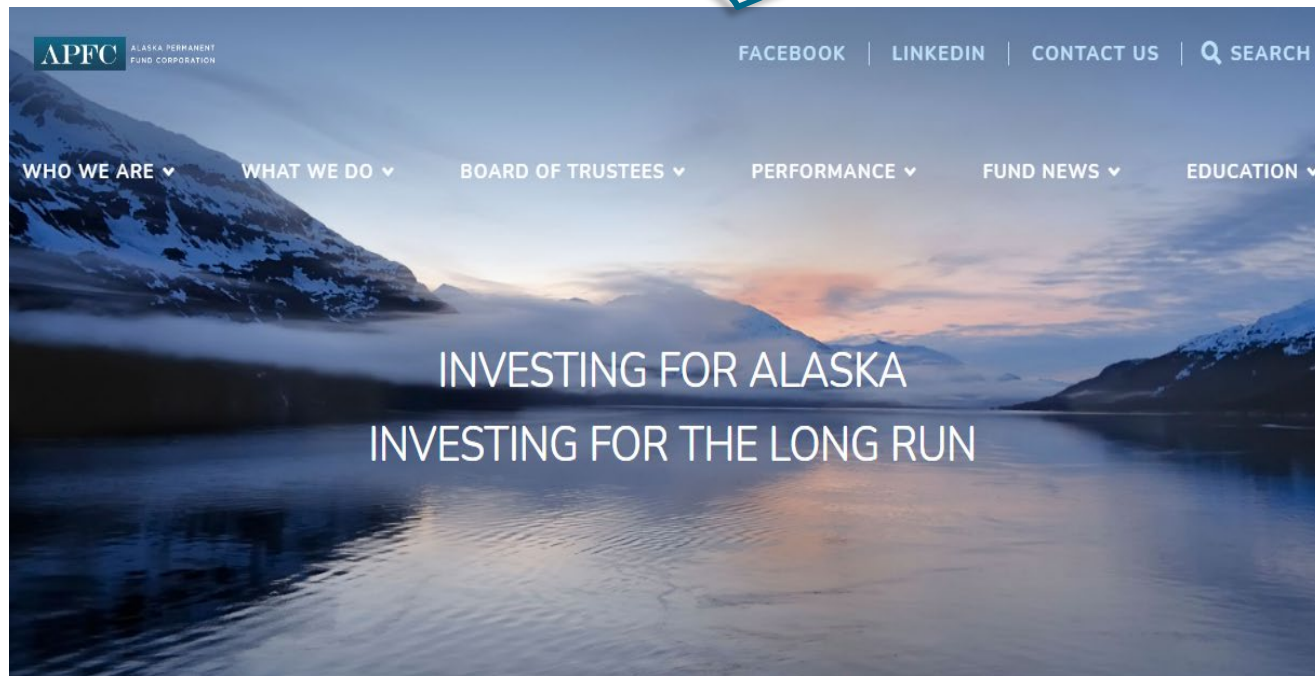 APFC ALASKA PERMANENT
FUND CORPORATION
FACEBOOK | LINKEDIN | CONTACT US | SEARCH
WHO WE ARE WHAT WE DO BOARD OF TRUSTEES PERFORMANCE FUND NEWS EDUCATION
INVESTING FOR ALASKA
INVESTING FOR THE LONG RUN